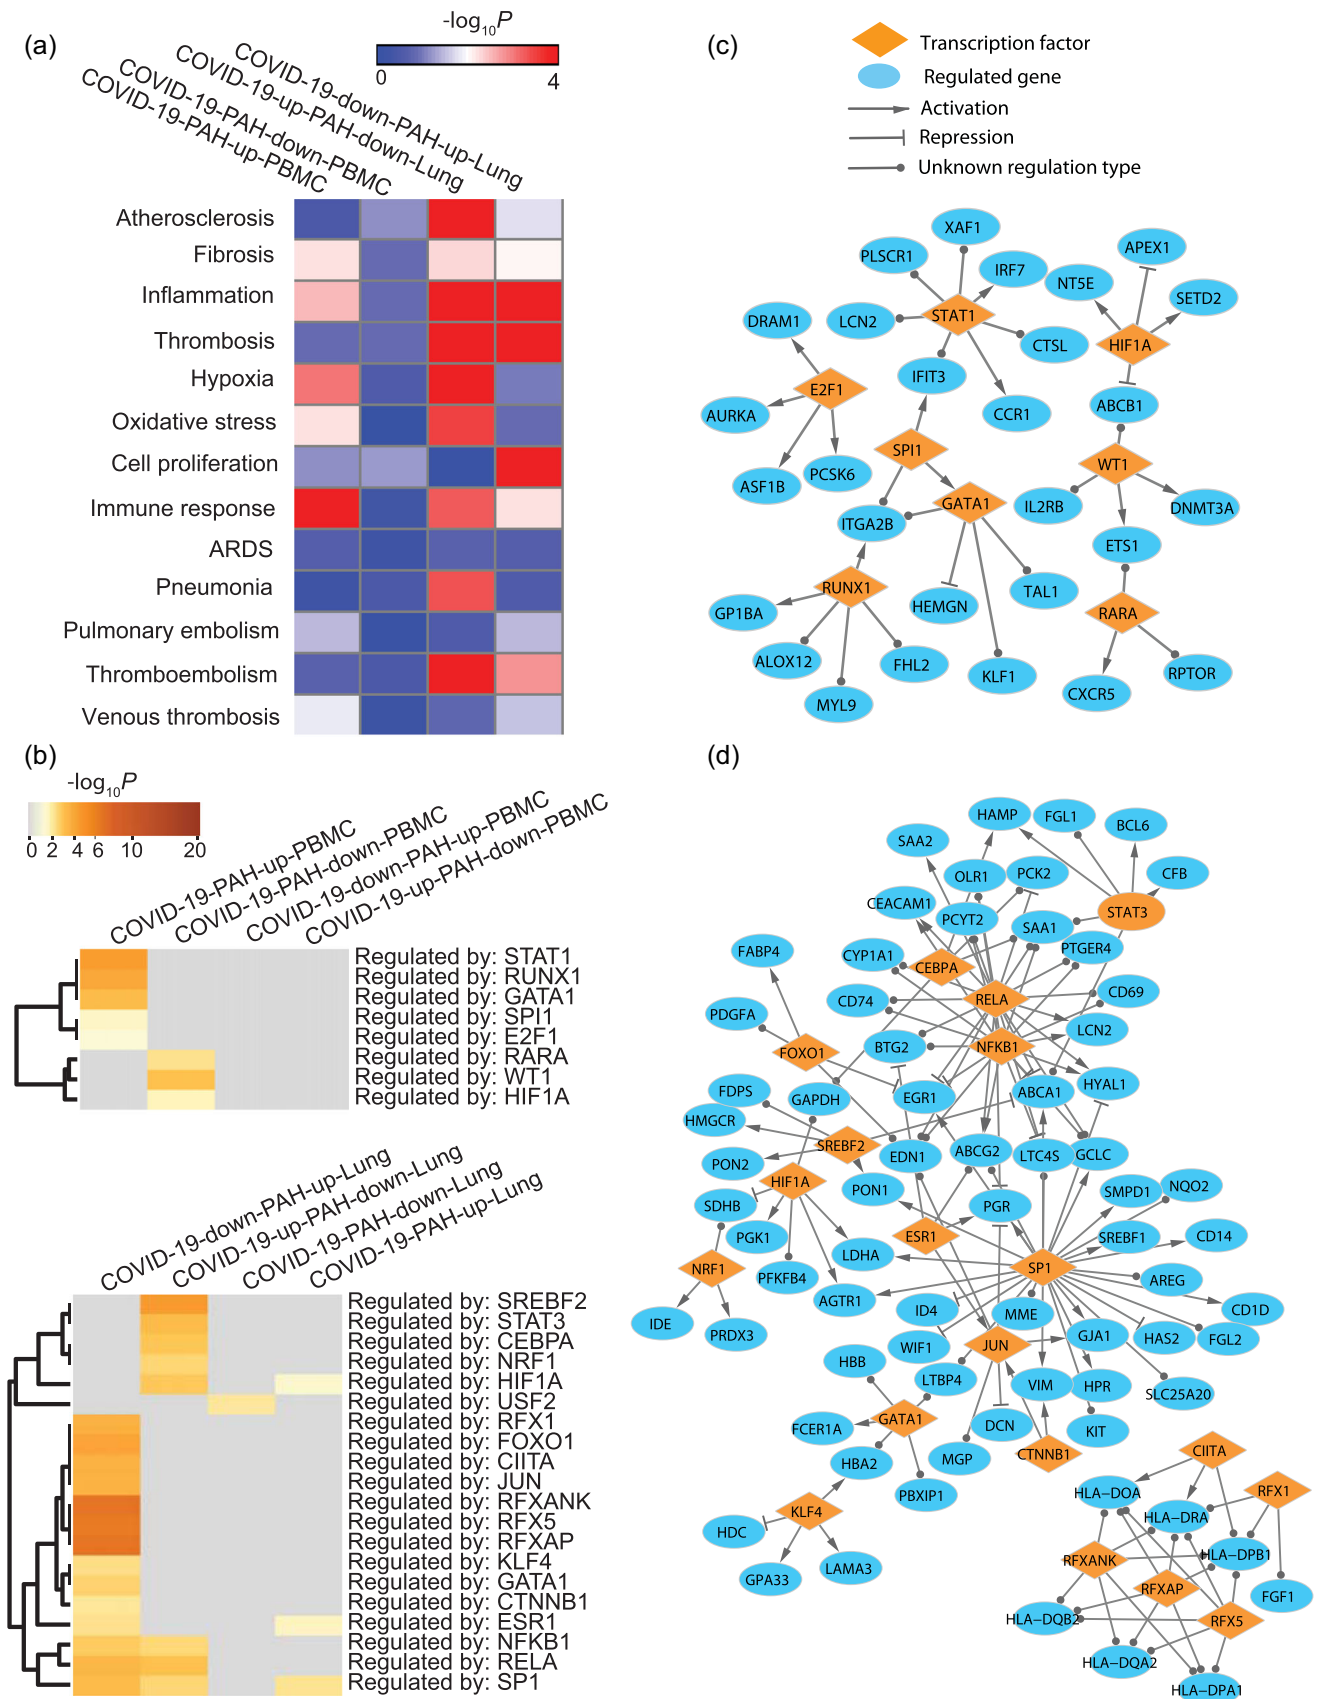 (a)
-log10P
0
4
COVID-19-PAH-up-PBMC
COVID-19-PAH-down-PBMC
COVID-19-up-PAH-down-Lung
COVID-19-down-PAH-up-Lung
Atherosclerosis
Fibrosis
Inflammation
Thrombosis
Hypoxia
Oxidative stress
Cell proliferation
Immune response
ARDS
Pneumonia
Pulmonary embolism
Thromboembolism
Venous thrombosis
(b)
-log10P
0 2 4 6 10 20
COVID-19-PAH-up-PBMC
COVID-19-PAH-down-PBMC
COVID-19-down-PAH-up-PBMC
COVID-19-up-PAH-down-PBMC
Regulated by: STAT1
Regulated by: RUNX1
Regulated by: GATA1
Regulated by: SPI1
Regulated by: E2F1
Regulated by: RARA
Regulated by: WT1
Regulated by: HIF1A
COVID-19-down-PAH-up-Lung
COVID-19-up-PAH-down-Lung
COVID-19-PAH-down-Lung
COVID-19-PAH-up-Lung
Regulated by: SREBF2
Regulated by: STAT3
Regulated by: CEBPA
Regulated by: NRF1
Regulated by: HIF1A
Regulated by: USF2
Regulated by: RFX1
Regulated by: FOXO1
Regulated by: CIITA
Regulated by: JUN
Regulated by: RFXANK
Regulated by: RFX5
Regulated by: RFXAP
Regulated by: KLF4
Regulated by: GATA1
Regulated by: CTNNB1
Regulated by: ESR1
Regulated by: NFKB1
Regulated by: RELA
Regulated by: SP1
(c)
Transcription factor
Regulated gene
Activation
Repression
Unknown regulation type
XAF1
PLSCR1
IRF7
APEX1
NT5E
SETD2
DRAM1
LCN2
STAT1
CTSL
HIF1A
IFIT3
E2F1
AURKA
CCR1
ABCB1
SPI1
WT1
ASF1B
PCSK6
GATA1
IL2RB
DNMT3A
ITGA2B
ETS1
RUNX1
TAL1
GP1BA
HEMGN
RARA
ALOX12
FHL2
KLF1
RPTOR
CXCR5
MYL9
(d)
HAMP
FGL1
BCL6
SAA2
OLR1
PCK2
CFB
CEACAM1
PCYT2
SAA1
STAT3
FABP4
CYP1A1
PTGER4
CEBPA
CD74
RELA
CD69
PDGFA
LCN2
FOXO1
BTG2
NFKB1
FDPS
GAPDH
EGR1
ABCA1
HYAL1
HMGCR
SREBF2
PON2
EDN1
ABCG2
LTC4S
GCLC
HIF1A
PON1
SMPD1
NQO2
SDHB
PGR
PGK1
LDHA
ESR1
SREBF1
CD14
NRF1
PFKFB4
SP1
AREG
AGTR1
ID4
MME
CD1D
IDE
PRDX3
WIF1
JUN
GJA1
HAS2
FGL2
HBB
LTBP4
VIM
HPR
SLC25A20
FCER1A
GATA1
DCN
KIT
HBA2
MGP
CTNNB1
CIITA
PBXIP1
HLA-DOA
RFX1
KLF4
HLA-DRA
HDC
RFXANK
HLA-DPB1
GPA33
LAMA3
RFXAP
FGF1
HLA-DQB2
RFX5
HLA-DQA2
HLA-DPA1